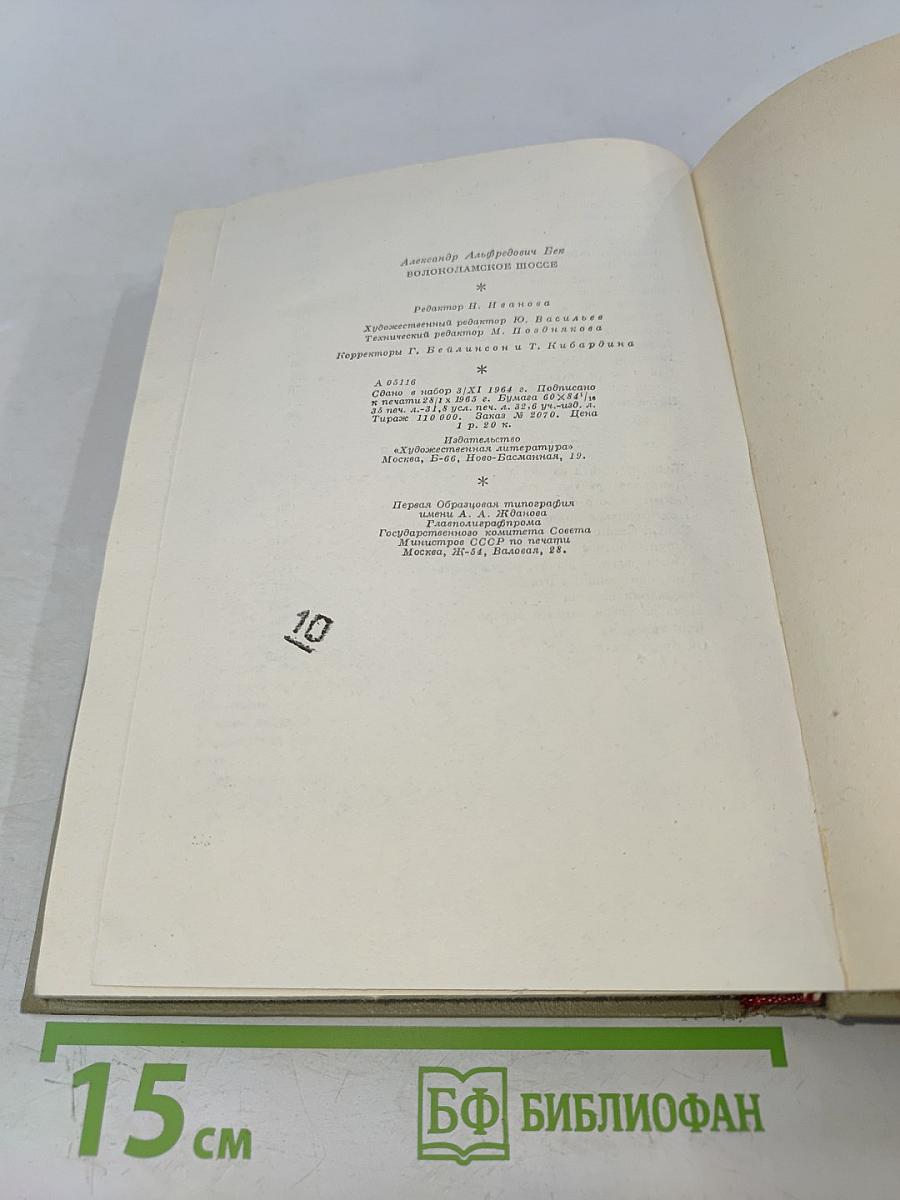 Александр Альфредович Бек
ВОЛОКОЛАМСКОЕ ШОССЕ
*
Редактор Н. Иванова
Художественный редактор Ю. Васильев
Технический редактор М. Позднякова
Корректоры Г. Бейлинсон и Т. Кибардина
*
А 05116
Сдано в набор 3/XI 1964 г. Подписано
к печати 28/IX 1965 г. Бумага 60×84¹/₁₆
35 печ. л.-31,8 усл. печ. л. 32,6 уч.-изд. л.
Тираж 110 000. Заказ № 2070. Цена
1 р. 20 к.
Издательство
«Художественная литература»
Москва, Б-66, Ново-Басманная, 19.
*
Первая Образцовая типография
имени А. А. Жданова
Главполиграфпрома
Государственного комитета Совета
Министров СССР по печати
Москва, Ж-54, Валовая, 28.
10
15 см
БФ БИБЛИОФАН